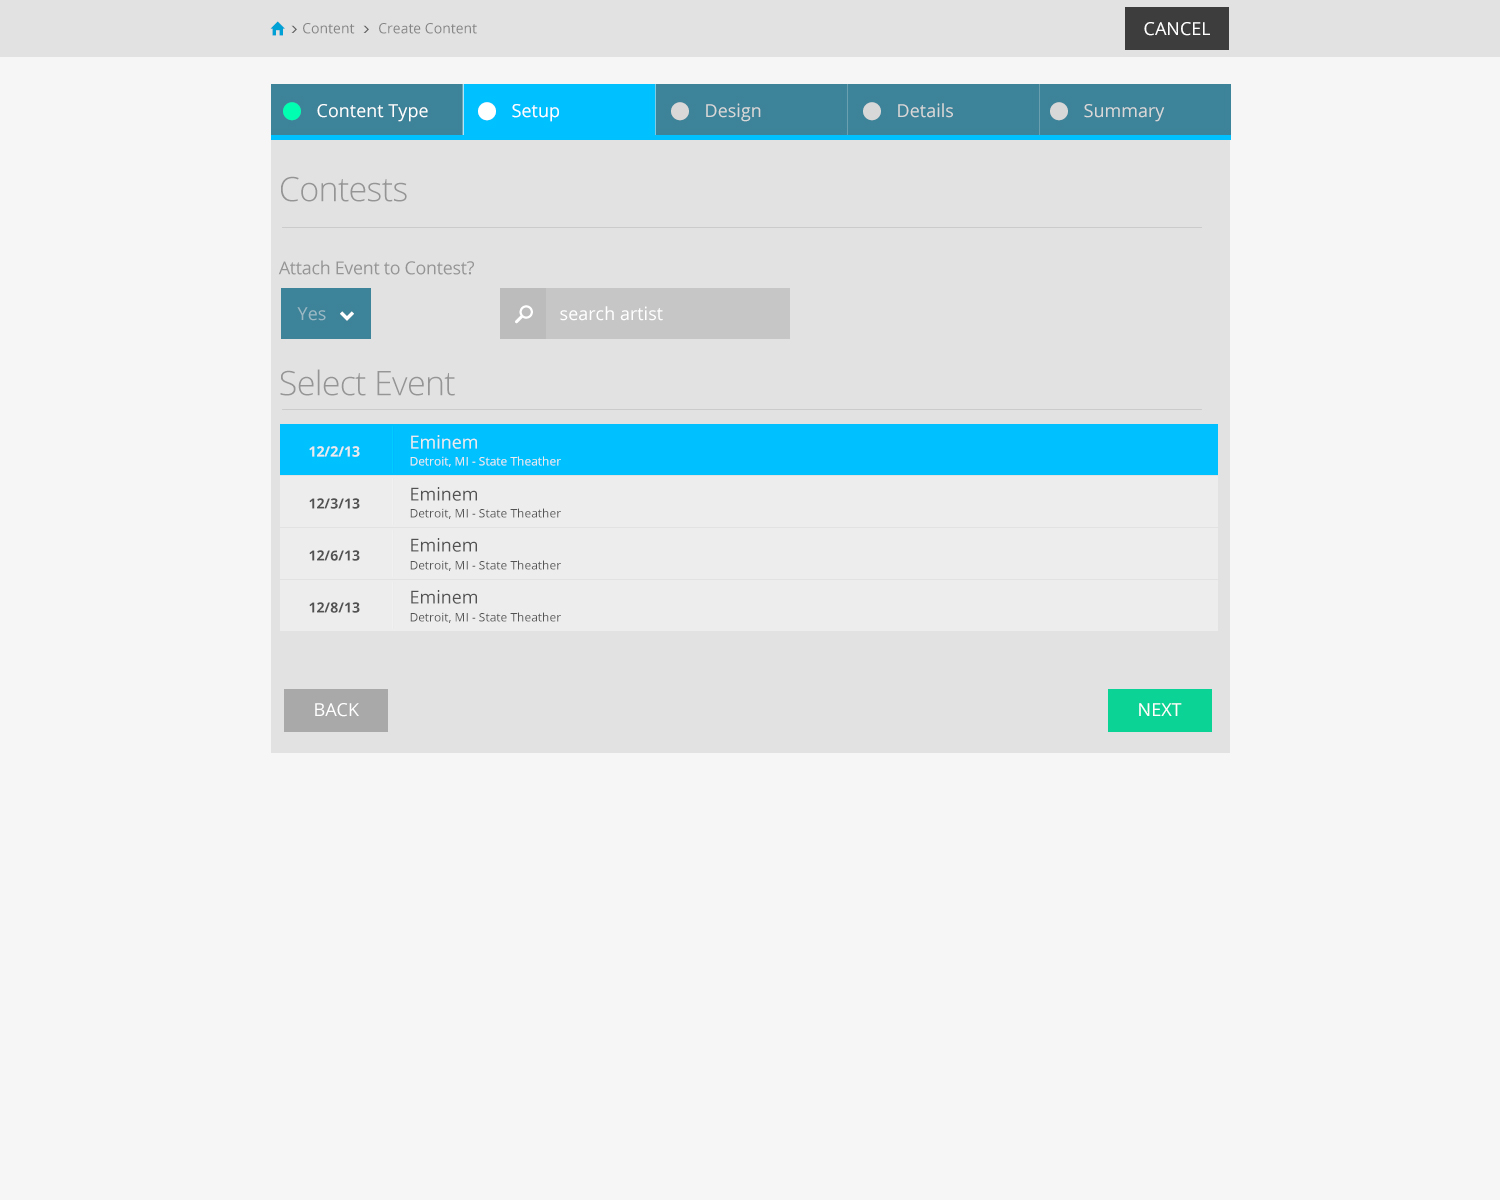 Content Create Content
CANCEL
Content Type Setup Design Details Summary
Contests
Attach Event to Contest?
Yes search artist
Select Event
12/2/13 Eminem
Detroit, MI - State Theather
12/3/13 Eminem
Detroit, MI - State Theather
12/6/13 Eminem
Detroit, MI - State Theather
12/8/13 Eminem
Detroit, MI - State Theather
BACK NEXT